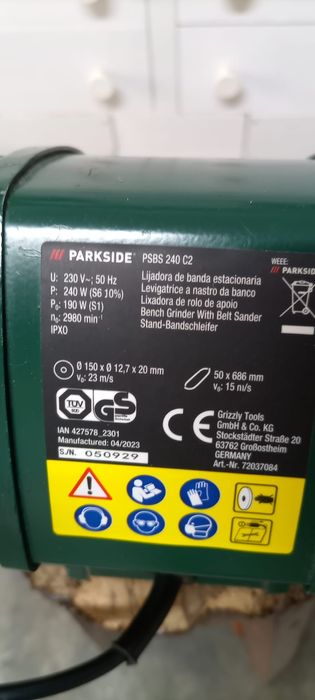 /// PARKSIDE® PSBS 240 C2
WEEE:
/// PARKSID
U: 230 V~; 50 Hz
P: 240 W (S6 10%)
P₀: 190 W (S1)
n₀: 2980 min⁻¹
IPX0
Lijadora de banda estacionaria
Levigatrice a nastro da banco
Lixadora de rolo de apoio
Bench Grinder With Belt Sander
Stand-Bandschleifer
Ø 150 x Ø 12,7 x 20 mm
v₀: 23 m/s
50 x 686 mm
v₀: 15 m/s
TÜV
SÜD
GS
CE
IAN 427578_2301
Manufactured: 04/2023
S/N. 050929
Grizzly Tools
GmbH & Co. KG
Stockstädter Straße 20
63762 Großostheim
GERMANY
Art.-Nr. 72037084